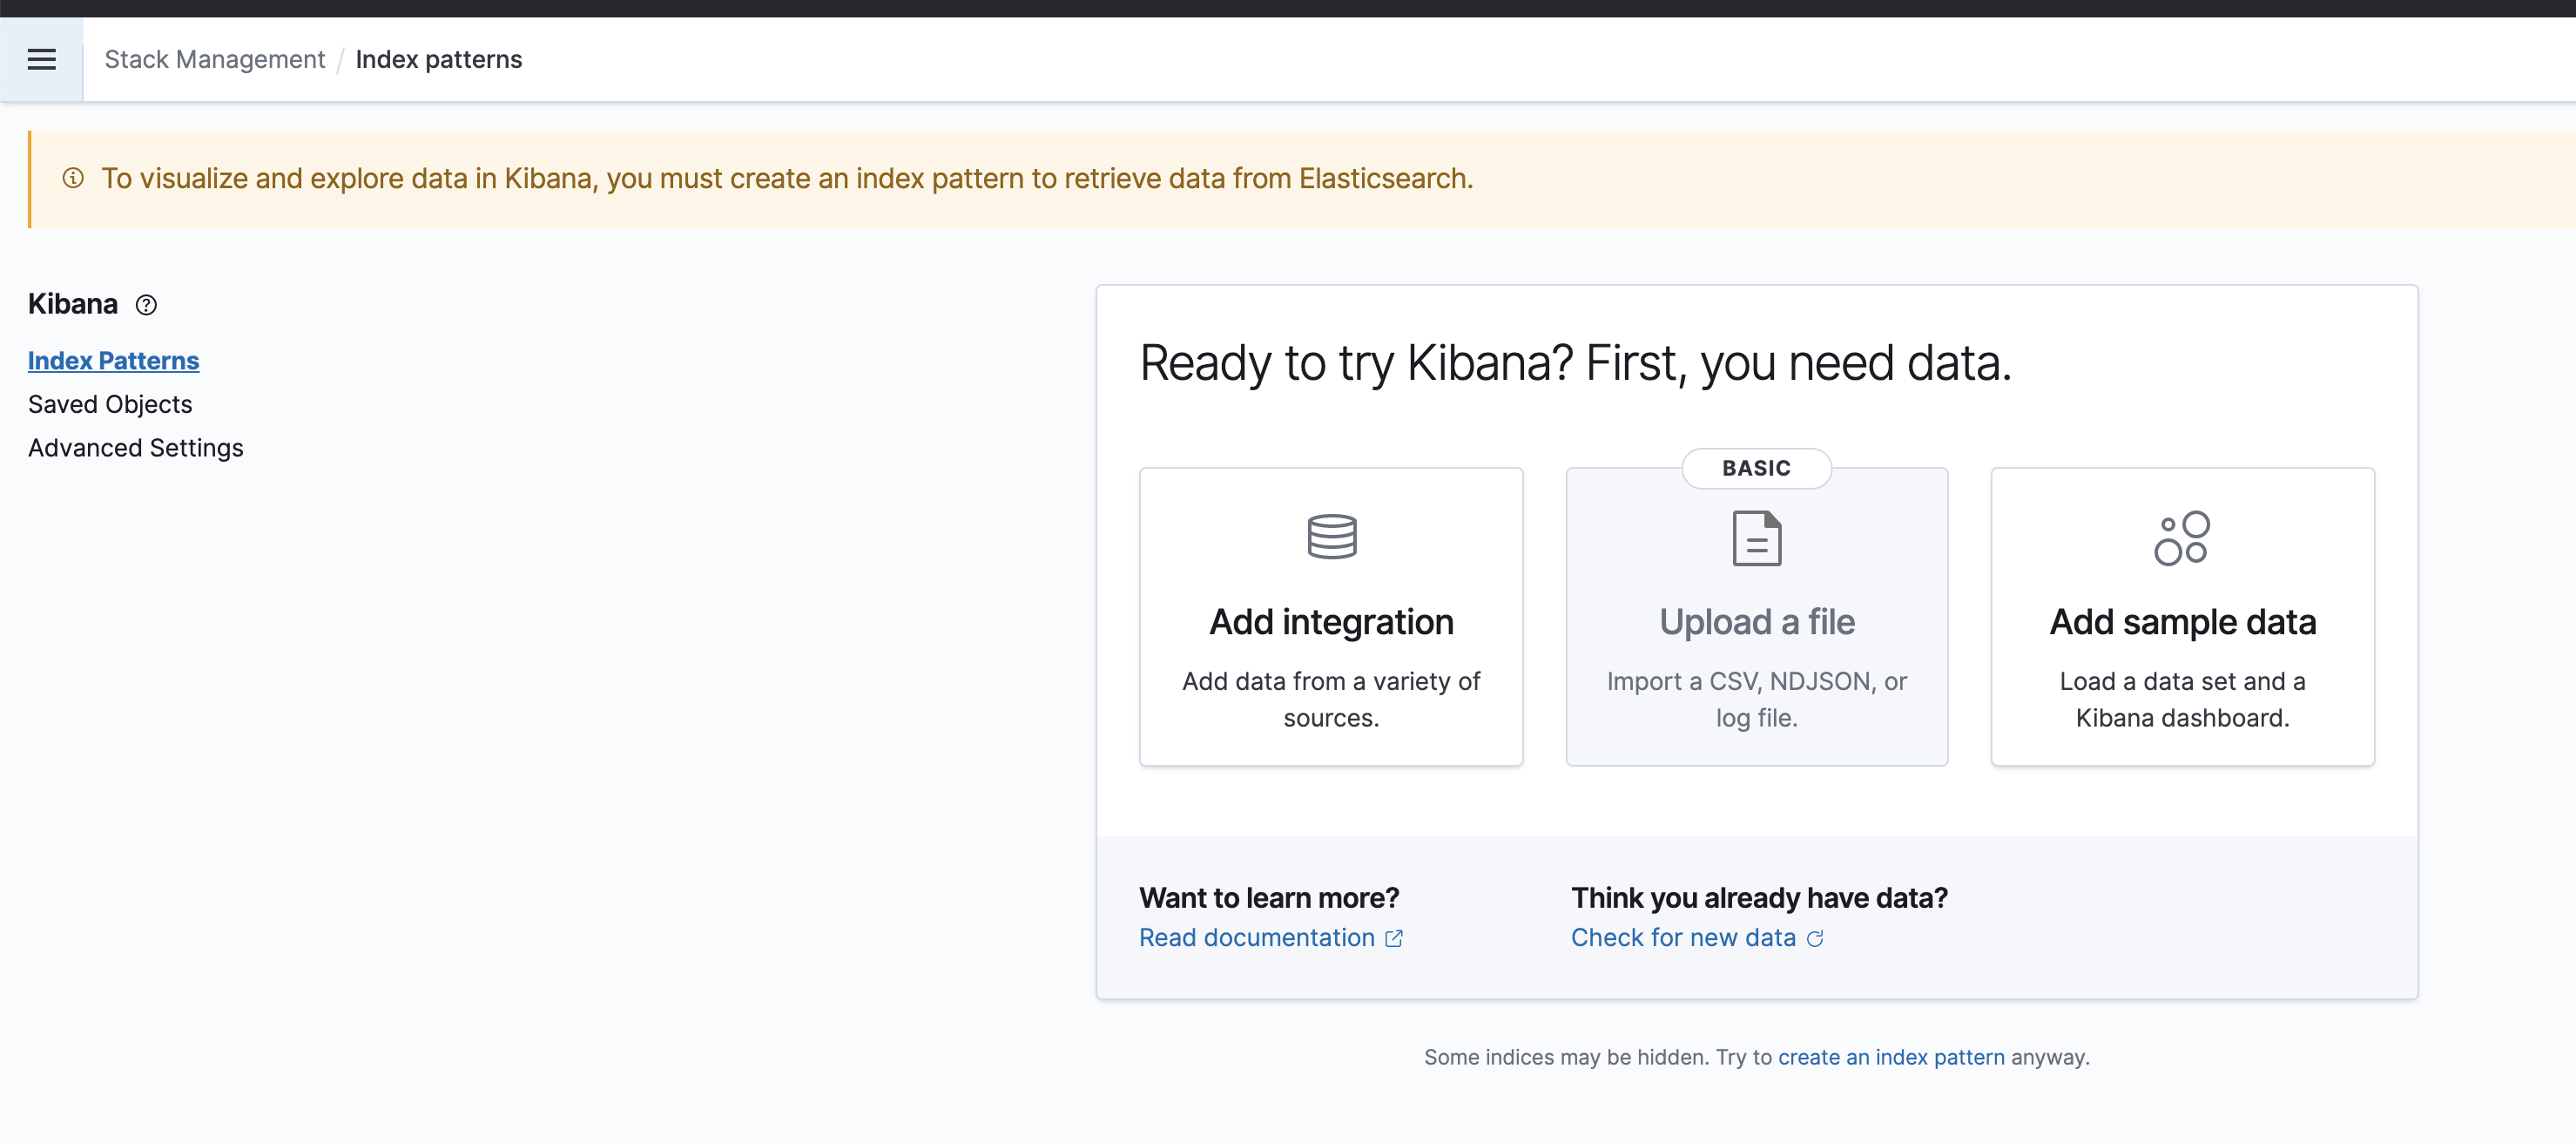 Stack Management / Index patterns
To visualize and explore data in Kibana, you must create an index pattern to retrieve data from Elasticsearch.
Kibana
Index Patterns
Saved Objects
Advanced Settings
Ready to try Kibana? First, you need data.
Add integration
Add data from a variety of
sources.
BASIC
Upload a file
Import a CSV, NDJSON, or
log file.
Add sample data
Load a data set and a
Kibana dashboard.
Want to learn more?
Read documentation
Think you already have data?
Check for new data
Some indices may be hidden. Try to create an index pattern anyway.